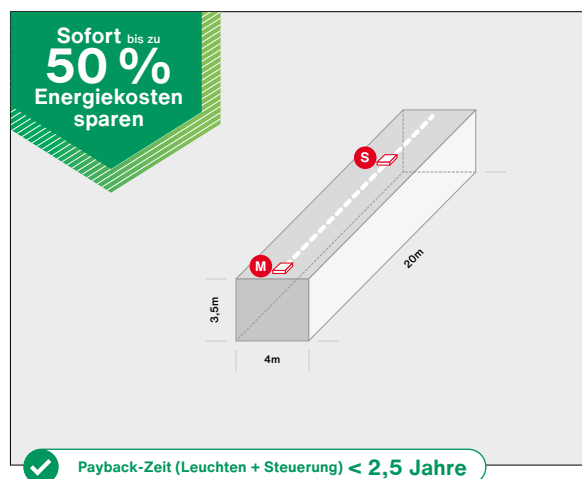 Sofort bis zu
50 %
Energiekosten
sparen
S
M
20m
3,5m
4m
Payback-Zeit (Leuchten + Steuerung) < 2,5 Jahre